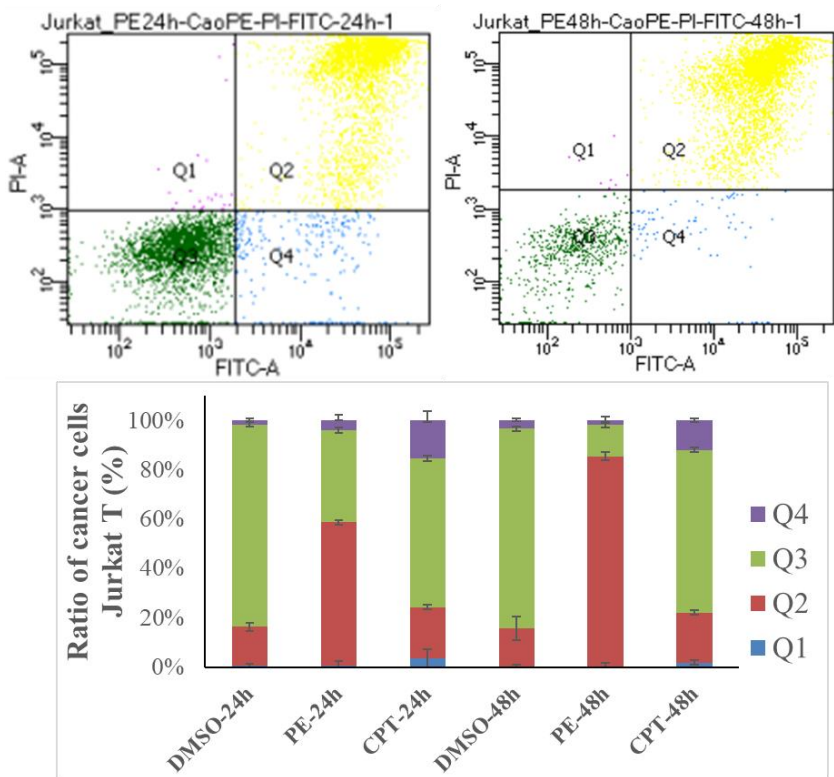 Jurkat_PE24h-CaoPE-PI-FITC-24h-1
PI-A
10^5
10^4
10^3
10^2
Q1
Q2
Q3
Q4
10^2
10^3
10^4
10^5
FITC-A
Jurkat_PE48h-CaoPE-PI-FITC-48h-1
PI-A
10^5
10^4
10^3
10^2
Q1
Q2
Q4
10^2
10^3
10^4
10^5
FITC-A
Ratio of cancer cells
Jurkat T (%)
100%
80%
60%
40%
20%
0%
DMSO-24h
PE-24h
CPT-24h
DMSO-48h
PE-48h
CPT-48h
Q4
Q3
Q2
Q1